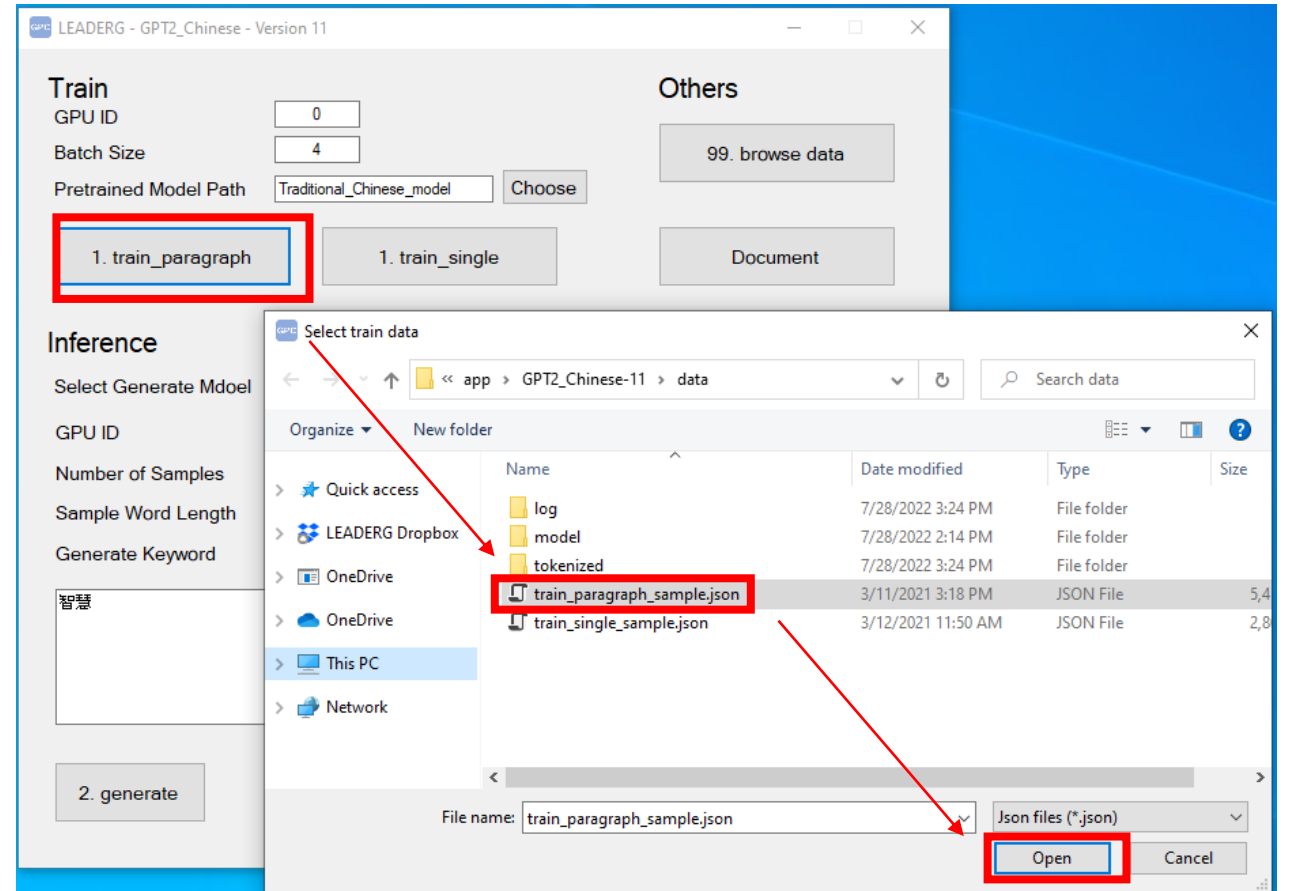 GPC LEADERG - GPT2_Chinese - Version 11
Train
GPU ID 0
Batch Size 4
Pretrained Model Path Traditional_Chinese_model Choose
1. train_paragraph 1. train_single
Others
99. browse data
Document
Inference
Select Generate Mdoel
GPU ID
Number of Samples
Sample Word Length
Generate Keyword
智慧
2. generate
GPC Select train data
« app › GPT2_Chinese-11 › data
Search data
Organize New folder
Quick access
LEADERG Dropbox
OneDrive
OneDrive
This PC
Network
Name Date modified Type Size
log 7/28/2022 3:24 PM File folder
model 7/28/2022 2:14 PM File folder
tokenized 7/28/2022 3:24 PM File folder
train_paragraph_sample.json 3/11/2021 3:18 PM JSON File 5,4
train_single_sample.json 3/12/2021 11:50 AM JSON File 2,8
File name: train_paragraph_sample.json Json files (*.json)
Open Cancel